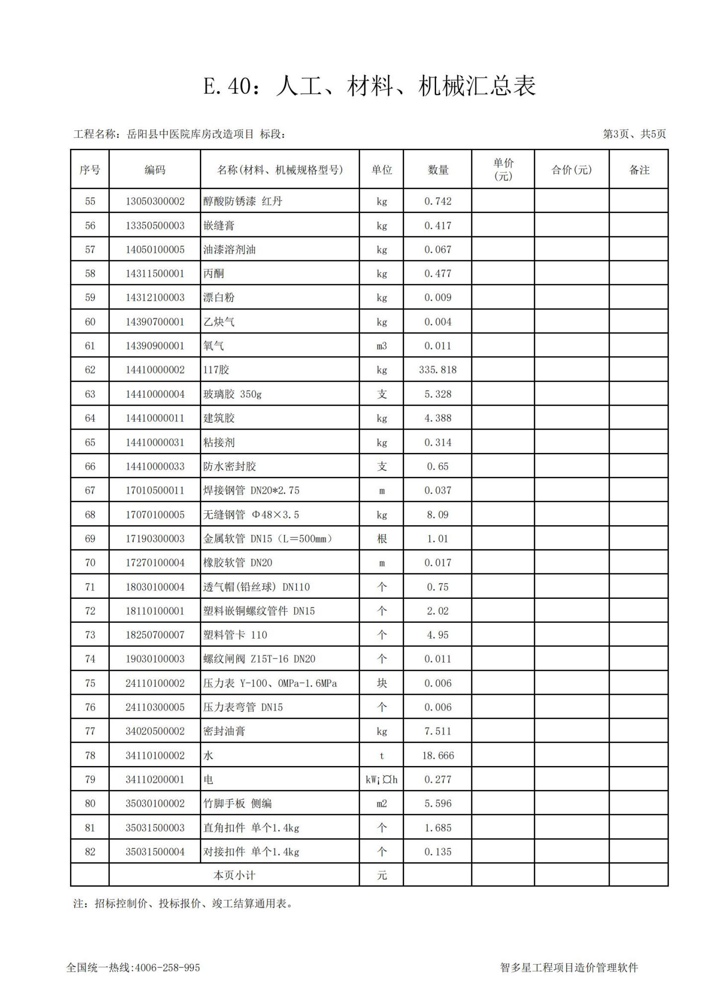 E.40：人工、材料、机械汇总表
工程名称：岳阳县中医院库房改造项目 标段： 第3页、共5页
序号 编码 名称(材料、机械规格型号) 单位 数量 单价(元) 合价(元) 备注
55 13050300002 醇酸防锈漆 红丹 kg 0.742
56 13350500003 嵌缝膏 kg 0.417
57 14050100005 油漆溶剂油 kg 0.067
58 14311500001 丙酮 kg 0.477
59 14312100003 漂白粉 kg 0.009
60 14390700001 乙炔气 kg 0.004
61 14390900001 氧气 m3 0.011
62 14410000002 117胶 kg 335.818
63 14410000004 玻璃胶 350g 支 5.328
64 14410000011 建筑胶 kg 4.388
65 14410000031 粘接剂 kg 0.314
66 14410000033 防水密封胶 支 0.65
67 17010500011 焊接钢管 DN20*2.75 m 0.037
68 17070100005 无缝钢管 Φ48×3.5 kg 8.09
69 17190300003 金属软管 DN15（L＝500mm） 根 1.01
70 17270100004 橡胶软管 DN20 m 0.017
71 18030100004 透气帽(铅丝球) DN110 个 0.75
72 18110100001 塑料嵌铜螺纹管件 DN15 个 2.02
73 18250700007 塑料管卡 110 个 4.95
74 19030100003 螺纹闸阀 Z15T-16 DN20 个 0.011
75 24110100002 压力表 Y-100、0MPa-1.6MPa 块 0.006
76 24110300005 压力表弯管 DN15 个 0.006
77 34020500002 密封油膏 kg 7.511
78 34110100002 水 t 18.666
79 34110200001 电 kW¡¤h 0.277
80 35030100002 竹脚手板 侧编 m2 5.596
81 35031500003 直角扣件 单个1.4kg 个 1.685
82 35031500004 对接扣件 单个1.4kg 个 0.135
本页小计 元
注：招标控制价、投标报价、竣工结算通用表。
全国统一热线:4006-258-995 智多星工程项目造价管理软件